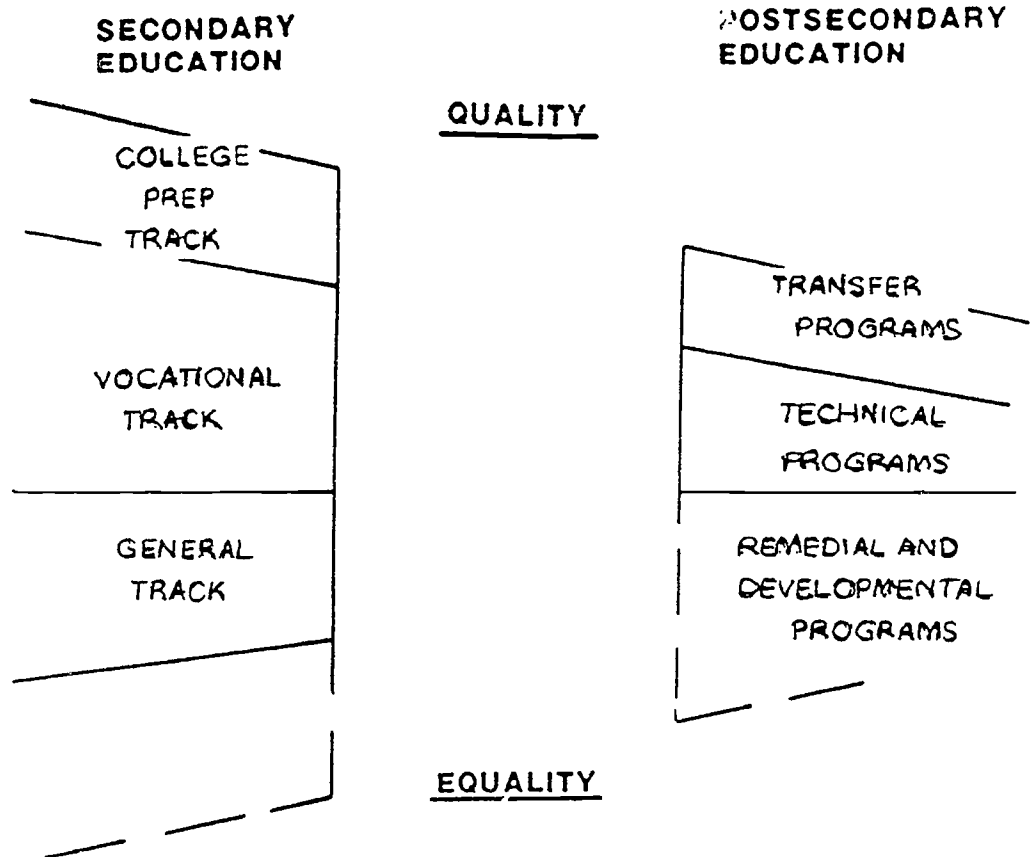 SECONDARY
EDUCATION
POSTSECONDARY
EDUCATION
QUALITY
COLLEGE
PREP
TRACK
VOCATIONAL
TRACK
GENERAL
TRACK
TRANSFER
PROGRAMS
TECHNICAL
PROGRAMS
REMEDIAL AND
DEVELOPMENTAL
PROGRAMS
EQUALITY